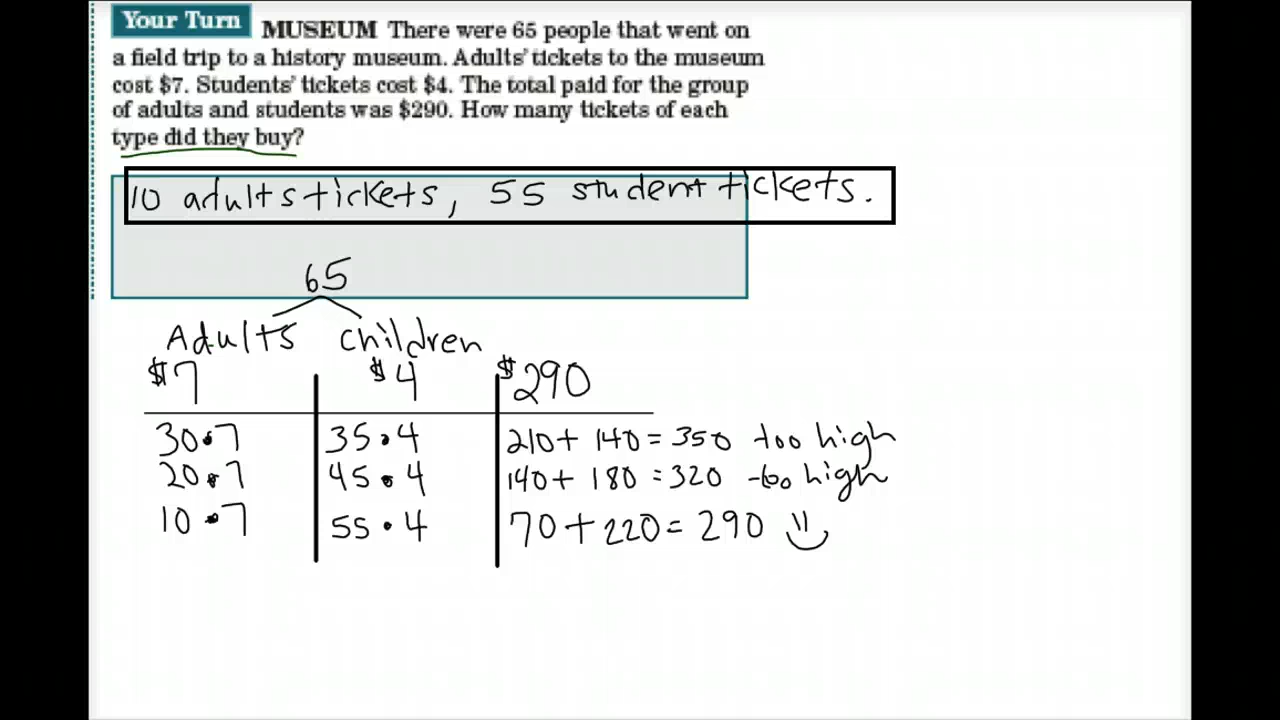 Your Turn MUSEUM There were 65 people that went on
a field trip to a history museum. Adults' tickets to the museum
cost $7. Students' tickets cost $4. The total paid for the group
of adults and students was $290. How many tickets of each
type did they buy?
10 adults tickets, 55 student tickets.
65
Adults children
$7 $4 $290
30•7 35•4 210+ 140=350 too high
20•7 45•4 140+ 180=320 too high
10•7 55•4 70+220=290